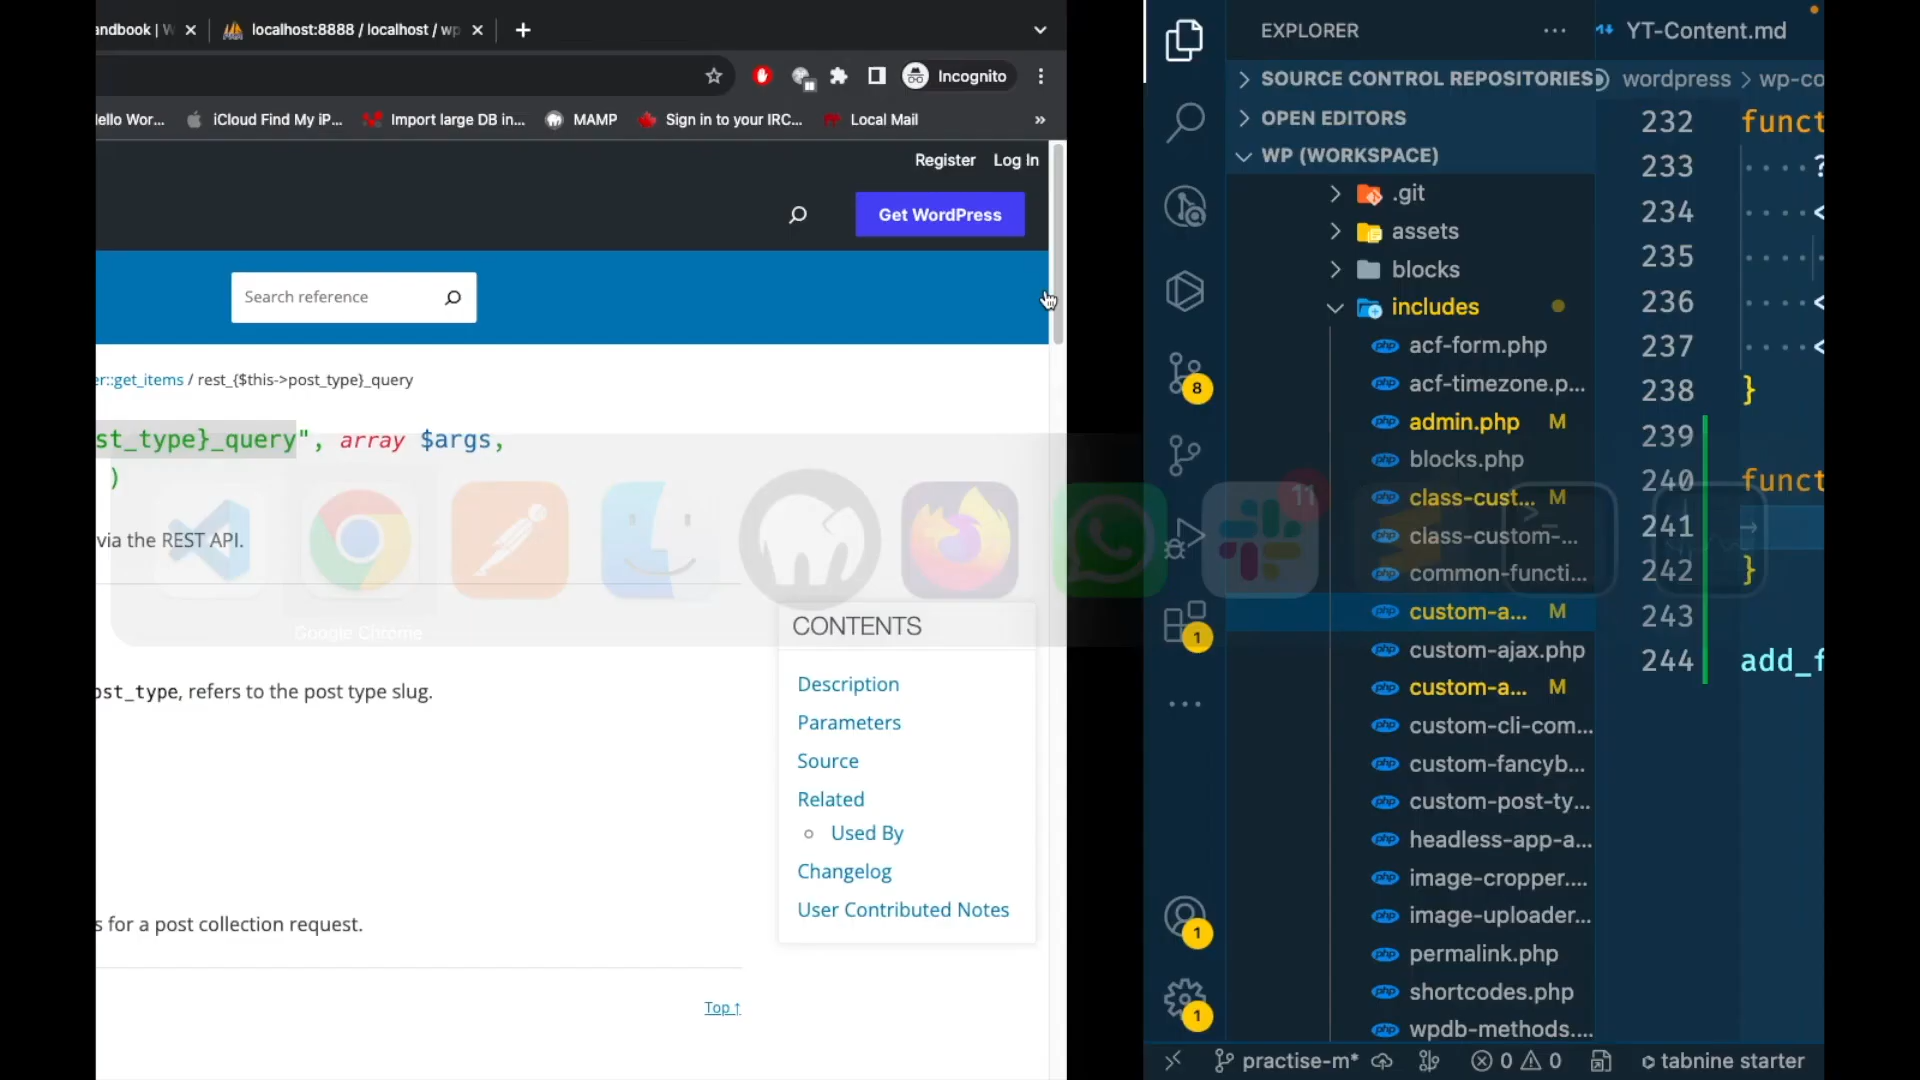 andbook | W
localhost:8888 / localhost / wp
Incognito
ello Wor...
iCloud Find My iP...
Import large DB in...
MAMP
Sign in to your IRC...
Local Mail
»
Register
Log In
Get WordPress
Search reference
er::get_items / rest_{$this->post_type}_query
st_type}_query", array $args,
)
via the REST API.
Google Chrome
ost_type, refers to the post type slug.
s for a post collection request.
Top ↑
CONTENTS
Description
Parameters
Source
Related
Used By
Changelog
User Contributed Notes
11
EXPLORER
YT-Content.md
SOURCE CONTROL REPOSITORIES
wordpress > wp-co
OPEN EDITORS
WP (WORKSPACE)
.git
assets
blocks
includes
acf-form.php
acf-timezone.p...
admin.php M
blocks.php
class-cust... M
class-custom-...
common-functi...
custom-a... M
custom-ajax.php
custom-a... M
custom-cli-com...
custom-fancyb...
custom-post-ty...
headless-app-a...
image-cropper....
image-uploader...
permalink.php
shortcodes.php
wpdb-methods....
8
1
1
1
232 funct
233 ?
234 <
235
236 <
237 <
238 }
239
240 funct
241
242 }
243
244 add_f
practise-m*
0 0
tabnine starter